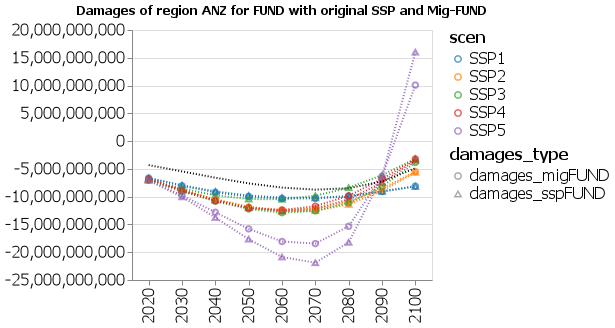 Damages of region ANZ for FUND with original SSP and Mig-FUND
20,000,000,000
15,000,000,000
10,000,000,000
5,000,000,000
0
-5,000,000,000
-10,000,000,000
-15,000,000,000
-20,000,000,000
-25,000,000,000
2020
2030
2040
2050
2060
2070
2080
2090
2100
scen
SSP1
SSP2
SSP3
SSP4
SSP5
damages_type
damages_migFUND
damages_sspFUND